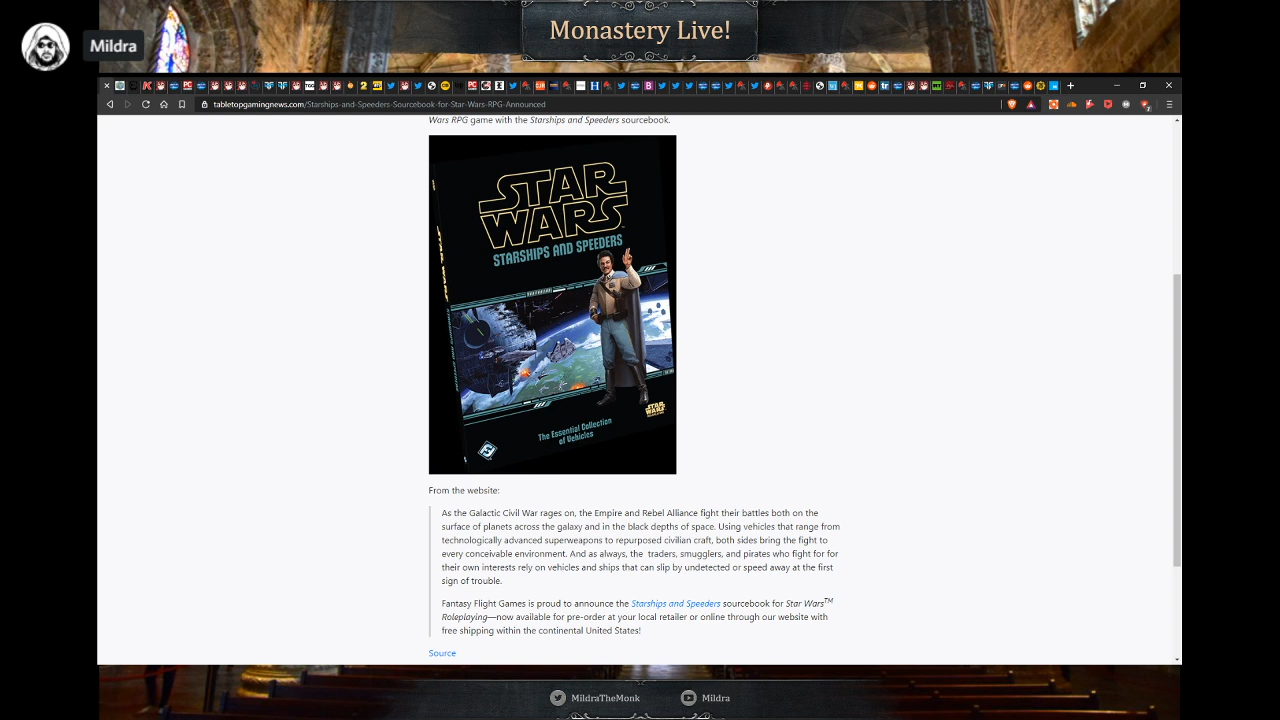 Monastery Live!
Mildra
tabletopgamingnews.com/Starships-and-Speeders-Sourcebook-for-Star-Wars-RPG-Announced
Wars RPG game with the Starships and Speeders sourcebook.
STAR
WARS
STARSHIPS AND SPEEDERS
The Essential Collection
of Vehicles
From the website:
As the Galactic Civil War rages on, the Empire and Rebel Alliance fight their battles both on the
surface of planets across the galaxy and in the black depths of space. Using vehicles that range from
technologically advanced superweapons to repurposed civilian craft, both sides bring the fight to
every conceivable environment. And as always, the traders, smugglers, and pirates who fight for for
their own interests rely on vehicles and ships that can slip by undetected or speed away at the first
sign of trouble.
Fantasy Flight Games is proud to announce the Starships and Speeders sourcebook for Star Wars™
Roleplaying—now available for pre-order at your local retailer or online through our website with
free shipping within the continental United States!
Source
MildraTheMonk
Mildra